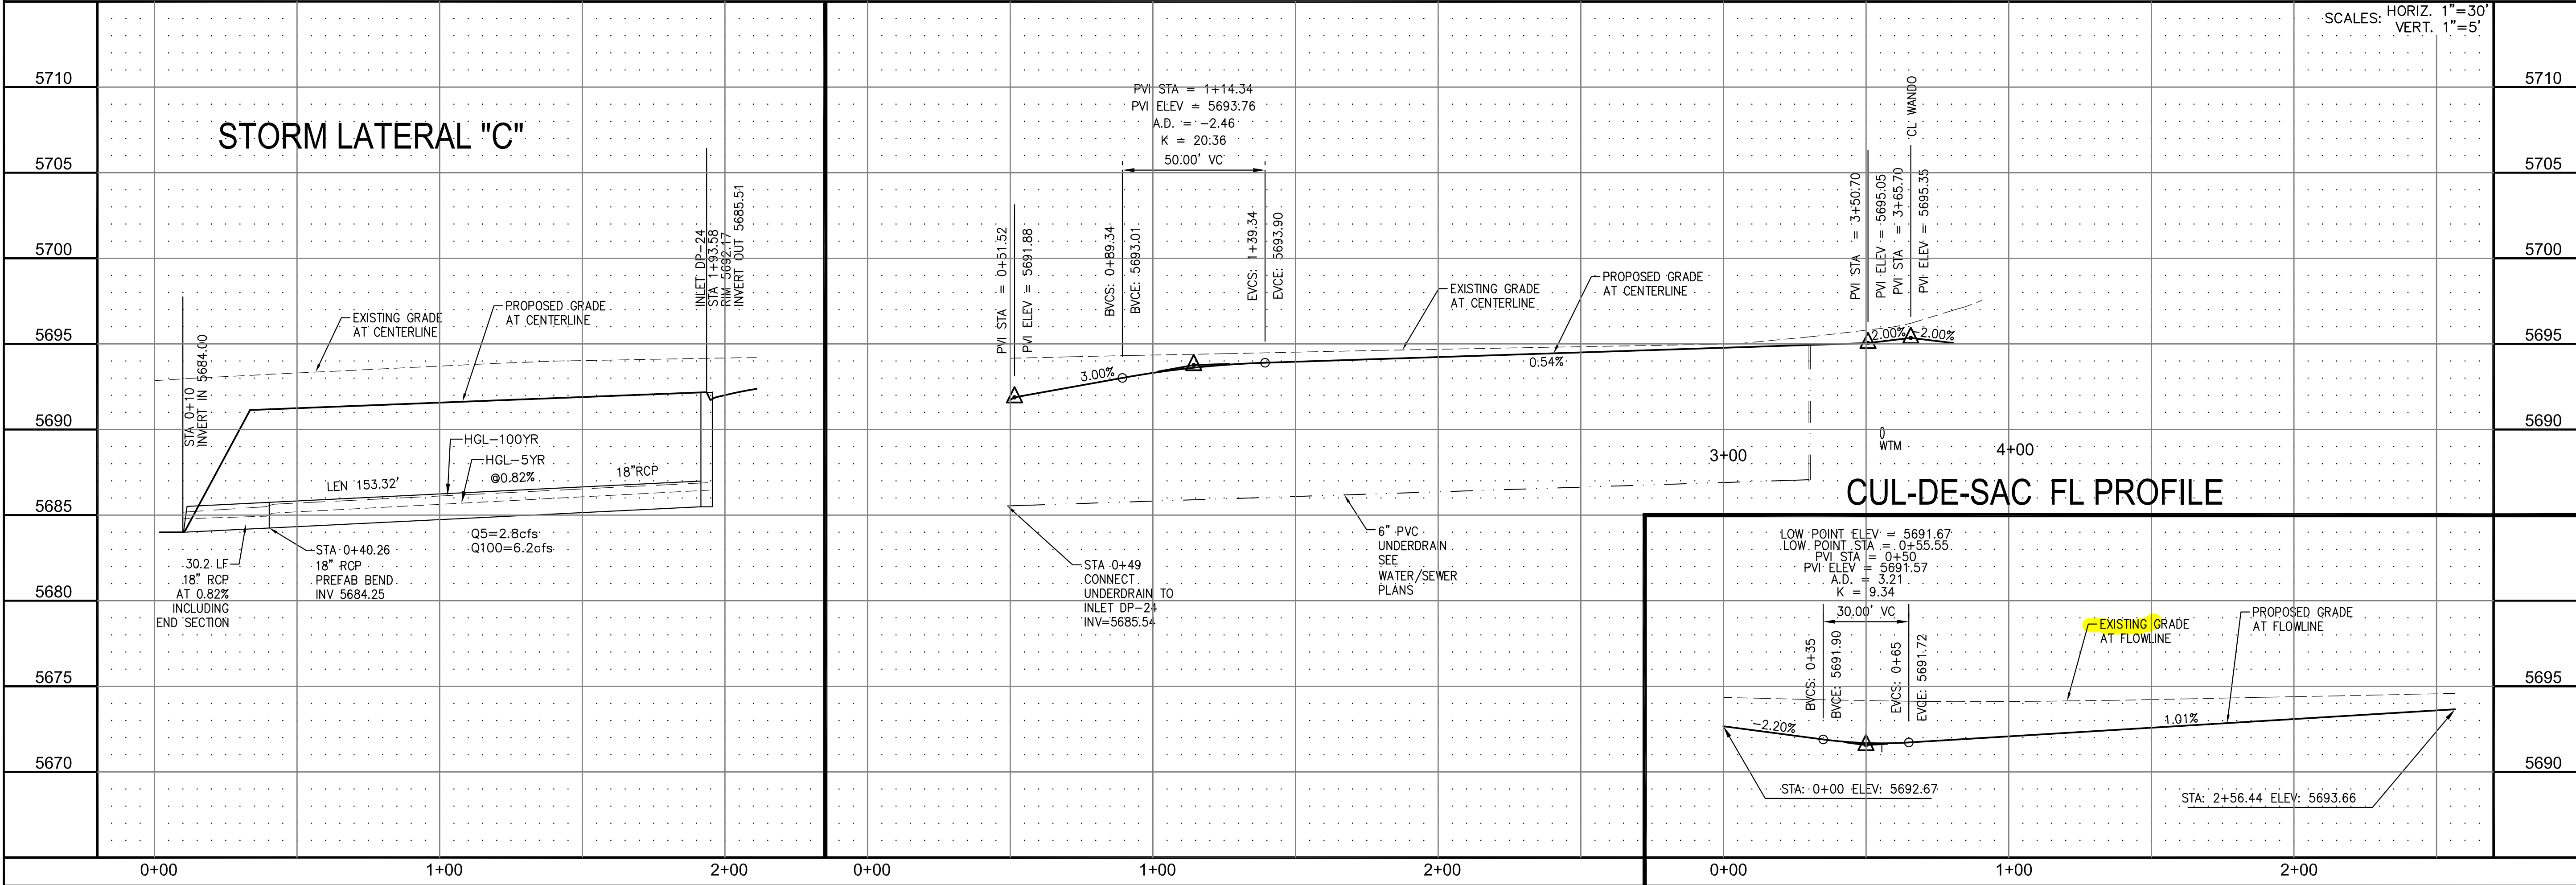 SCALES: HORIZ. 1"=30'
VERT. 1"=5'
5710
5705
5700
5695
5690
5685
5680
5675
5670
STORM LATERAL "C"
STA 0+10
INVERT IN 5684.00
EXISTING GRADE
AT CENTERLINE
PROPOSED GRADE
AT CENTERLINE
INLET DP-24
STA 1+93.58
RIM 5692.17
INVERT OUT 5685.51
HGL-100YR
HGL-5YR
@0.82%
18"RCP
LEN 153.32'
Q5=2.8cfs
Q100=6.2cfs
30.2 LF
18" RCP
AT 0.82%
INCLUDING
END SECTION
STA 0+40.26
18" RCP
PREFAB BEND
INV 5684.25
0+00
1+00
2+00
PVI STA = 1+14.34
PVI ELEV = 5693.76
A.D. = -2.46
K = 20.36
50.00' VC
PVI STA = 0+51.52
PVI ELEV = 5691.88
BVCS: 0+89.34
BVCE: 5693.01
EVCS: 1+39.34
EVCE: 5693.90
3.00%
EXISTING GRADE
AT CENTERLINE
PROPOSED GRADE
AT CENTERLINE
0.54%
PVI STA = 3+50.70
PVI ELEV = 5695.05
PVI STA = 3+65.70
PVI ELEV = 5695.35
CL WANDO
2.00%
-2.00%
WTM
3+00
4+00
STA 0+49
CONNECT
UNDERDRAIN TO
INLET DP-24
INV=5685.54
6" PVC
UNDERDRAIN
SEE
WATER/SEWER
PLANS
0+00
1+00
2+00
CUL-DE-SAC FL PROFILE
LOW POINT ELEV = 5691.67
LOW POINT STA = 0+55.55
PVI STA = 0+50
PVI ELEV = 5691.57
A.D. = 3.21
K = 9.34
30.00' VC
BVCS: 0+35
BVCE: 5691.90
EVCS: 0+65
EVCE: 5691.72
EXISTING GRADE
AT FLOWLINE
PROPOSED GRADE
AT FLOWLINE
-2.20%
1.01%
STA: 0+00 ELEV: 5692.67
STA: 2+56.44 ELEV: 5693.66
0+00
1+00
2+00
5710
5705
5700
5695
5690
5695
5690